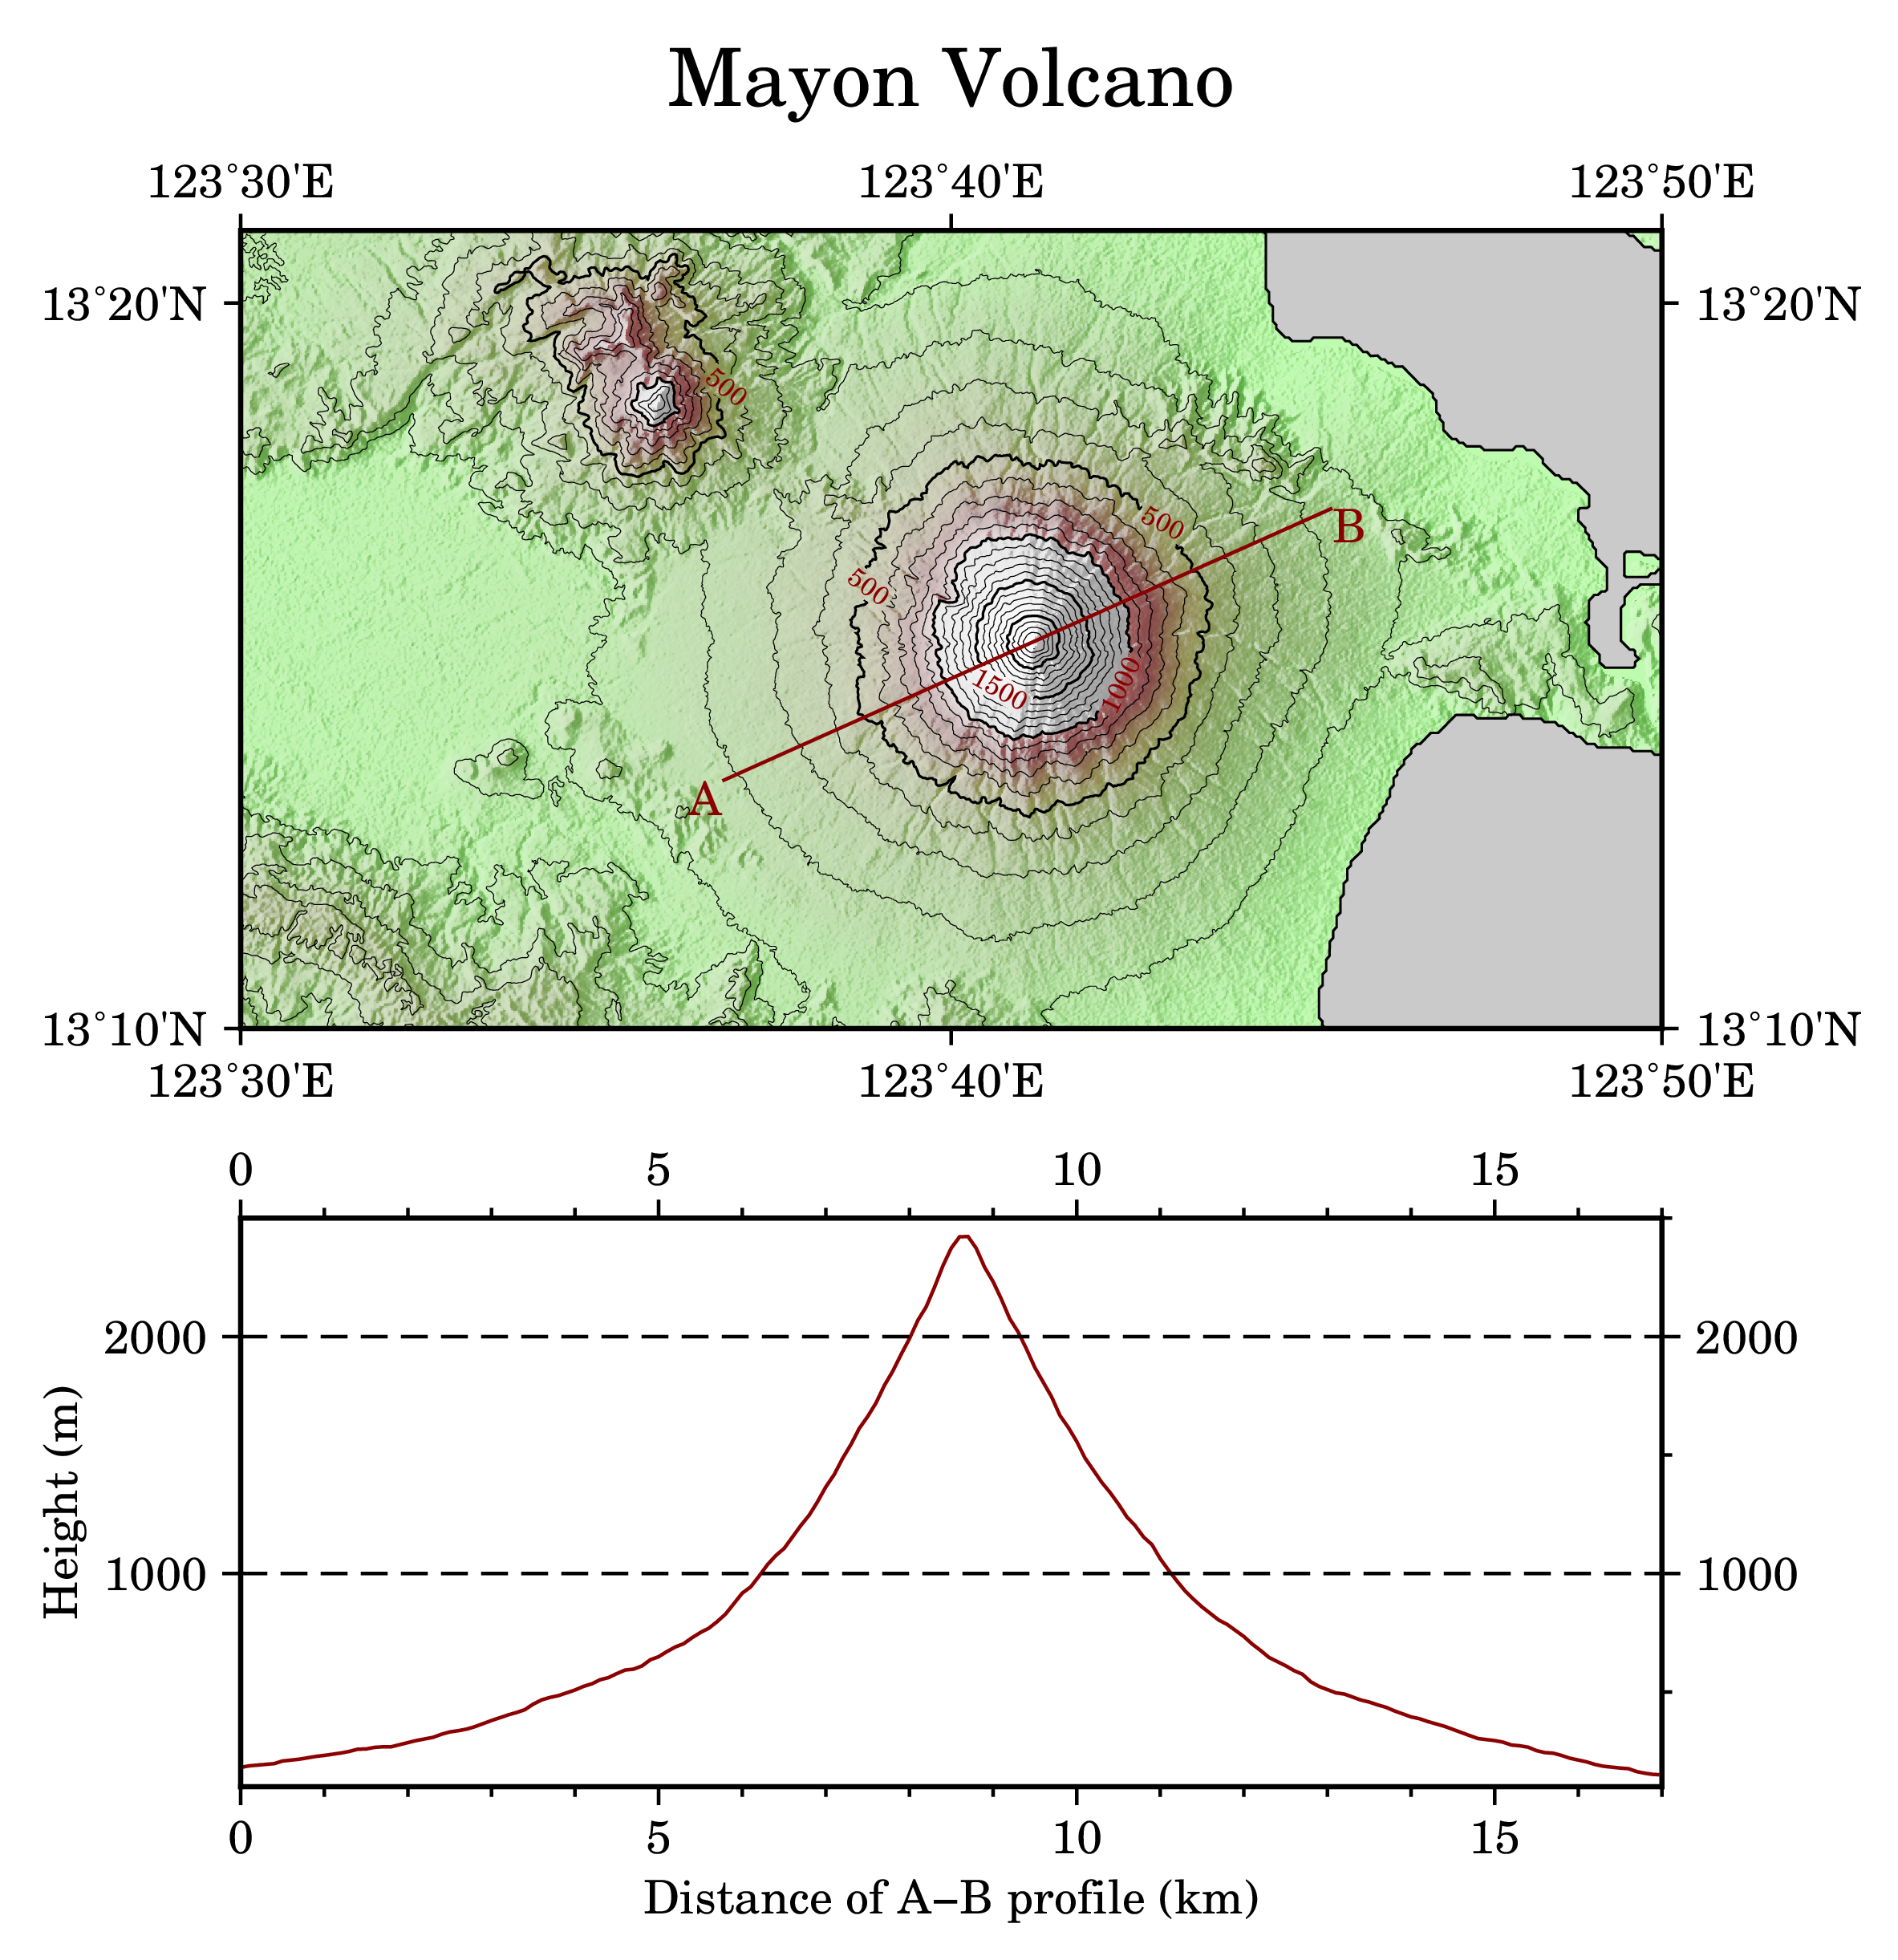 Mayon Volcano
123°30'E 123°40'E 123°50'E
13°20'N 13°20'N
500
500
B
500
1500
1000
A
13°10'N 13°10'N
123°30'E 123°40'E 123°50'E
0 5 10 15
2000 2000
Height (m)
1000 1000
0 5 10 15
Distance of A–B profile (km)